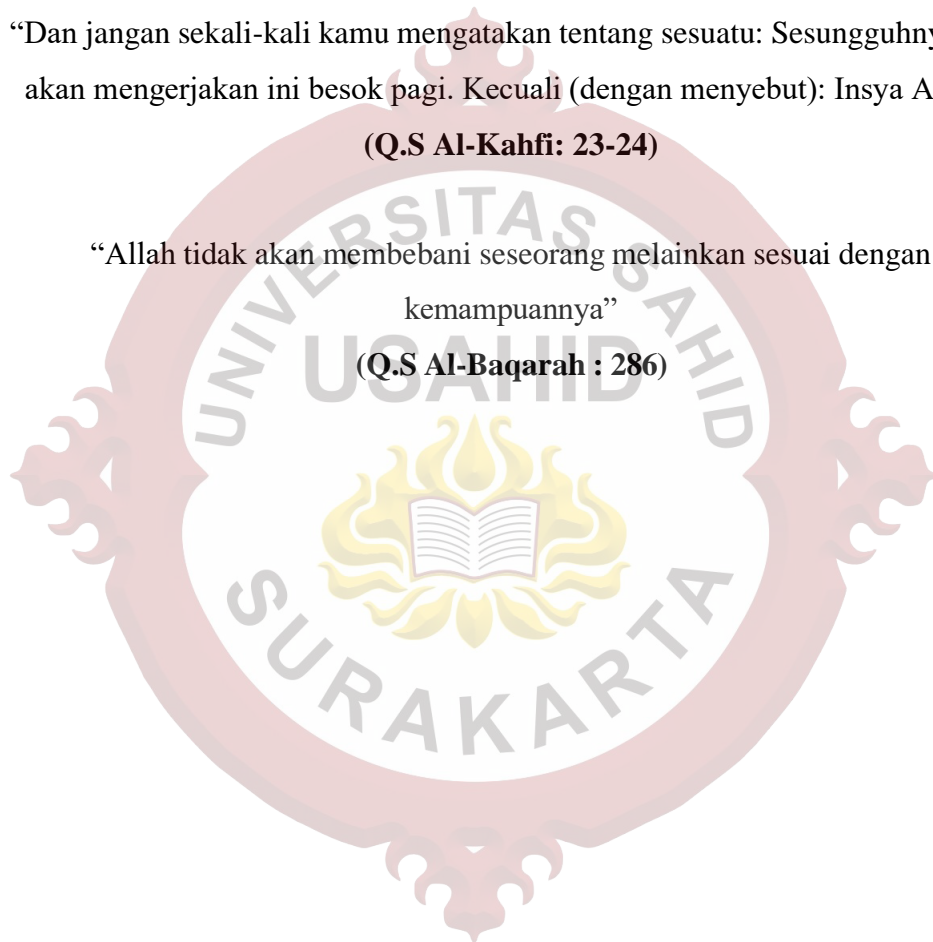 “Dan jangan sekali-kali kamu mengatakan tentang sesuatu:
akan mengerjakan ini besok pagi. Kecuali (dengan menyebut): Insya
(Q.S Al-Kahfi: 23-24)
“Allah tidak akan membebani seseorang melainkan sesuai dengan
kemampuannya”
(Q.S Al-Baqarah : 286)
UNIVERSITAS SAHID
USAHID
SURAKARTA